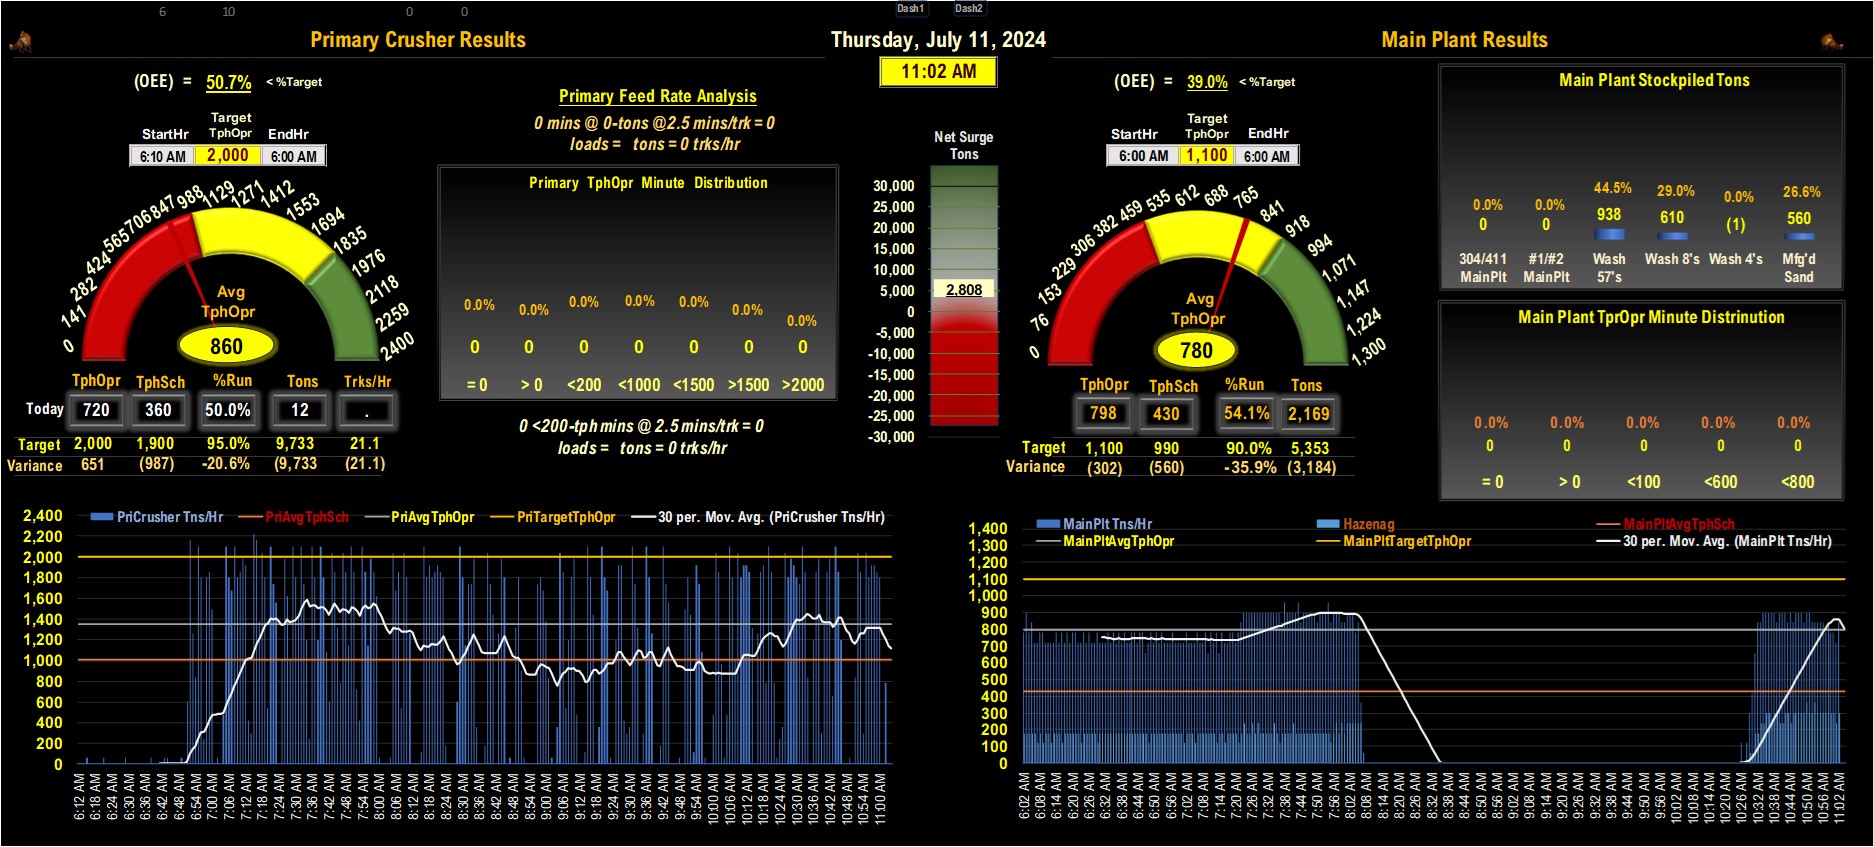 6 10 0 0 Dash1 Dash2
Primary Crusher Results
Thursday, July 11, 2024
Main Plant Results
11:02 AM
(OEE) = 50.7% < %Target
Target
StartHr TphOpr EndHr
6:10 AM 2,000 6:00 AM
0 141 282 424 565 706 847 988 1129 1271 1412 1553 1694 1835 1976 2118 2259 2400
Avg
TphOpr
860
TphOpr TphSch %Run Tons Trks/Hr
Today 720 360 50.0% 12 .
Target 2,000 1,900 95.0% 9,733 21.1
Variance 651 (987) -20.6% (9,733 (21.1)
Primary Feed Rate Analysis
0 mins @ 0-tons @2.5 mins/trk = 0
loads = tons = 0 trks/hr
Primary TphOpr Minute Distribution
0.0% 0.0% 0.0% 0.0% 0.0% 0.0% 0.0%
0 0 0 0 0 0 0
= 0 > 0 <200 <1000 <1500 >1500 >2000
0 <200-tph mins @ 2.5 mins/trk = 0
loads = tons = 0 trks/hr
Net Surge
Tons
30,000
25,000
20,000
15,000
10,000
5,000
2,808
0
-5,000
-10,000
-15,000
-20,000
-25,000
-30,000
(OEE) = 39.0% < %Target
Target
StartHr TphOpr EndHr
6:00 AM 1,100 6:00 AM
0 76 153 229 306 382 459 535 612 688 765 841 918 994 1,071 1,147 1,224 1,300
Avg
TphOpr
780
TphOpr TphSch %Run Tons
798 430 54.1% 2,169
Target 1,100 990 90.0% 5,353
Variance (302) (560) -35.9% (3,184)
Main Plant Stockpiled Tons
0.0% 0.0% 44.5% 29.0% 0.0% 26.6%
0 0 938 610 (1) 560
304/411 #1/#2 Wash Wash 8's Wash 4's Mfg'd
MainPlt MainPlt 57's Sand
Main Plant TprOpr Minute Distrinution
0.0% 0.0% 0.0% 0.0% 0.0%
0 0 0 0 0
= 0 > 0 <100 <600 <800
PriCrusher Tns/Hr PriAvgTphSch PriAvgTphOpr PriTargetTphOpr 30 per. Mov. Avg. (PriCrusher Tns/Hr)
2,400
2,200
2,000
1,800
1,600
1,400
1,200
1,000
800
600
400
200
0
6:12 AM 6:18 AM 6:24 AM 6:30 AM 6:36 AM 6:42 AM 6:48 AM 6:54 AM 7:00 AM 7:06 AM 7:12 AM 7:18 AM 7:24 AM 7:30 AM 7:36 AM 7:42 AM 7:48 AM 7:54 AM 8:00 AM 8:06 AM 8:12 AM 8:18 AM 8:24 AM 8:30 AM 8:36 AM 8:42 AM 8:48 AM 8:54 AM 9:00 AM 9:06 AM 9:12 AM 9:18 AM 9:24 AM 9:30 AM 9:36 AM 9:42 AM 9:48 AM 9:54 AM 10:00 AM 10:06 AM 10:12 AM 10:18 AM 10:24 AM 10:30 AM 10:36 AM 10:42 AM 10:48 AM 10:54 AM 11:00 AM
MainPlt Tns/Hr Hazenag MainPltAvgTphSch
MainPltAvgTphOpr MainPltTargetTphOpr 30 per. Mov. Avg. (MainPlt Tns/Hr)
1,400
1,300
1,200
1,100
1,000
900
800
700
600
500
400
300
200
100
0
6:02 AM 6:08 AM 6:14 AM 6:20 AM 6:26 AM 6:32 AM 6:38 AM 6:44 AM 6:50 AM 6:56 AM 7:02 AM 7:08 AM 7:14 AM 7:20 AM 7:26 AM 7:32 AM 7:38 AM 7:44 AM 7:50 AM 7:56 AM 8:02 AM 8:08 AM 8:14 AM 8:20 AM 8:26 AM 8:32 AM 8:38 AM 8:44 AM 8:50 AM 8:56 AM 9:02 AM 9:08 AM 9:14 AM 9:20 AM 9:26 AM 9:32 AM 9:38 AM 9:44 AM 9:50 AM 9:56 AM 10:02 AM 10:08 AM 10:14 AM 10:20 AM 10:26 AM 10:32 AM 10:38 AM 10:44 AM 10:50 AM 10:56 AM 11:02 AM